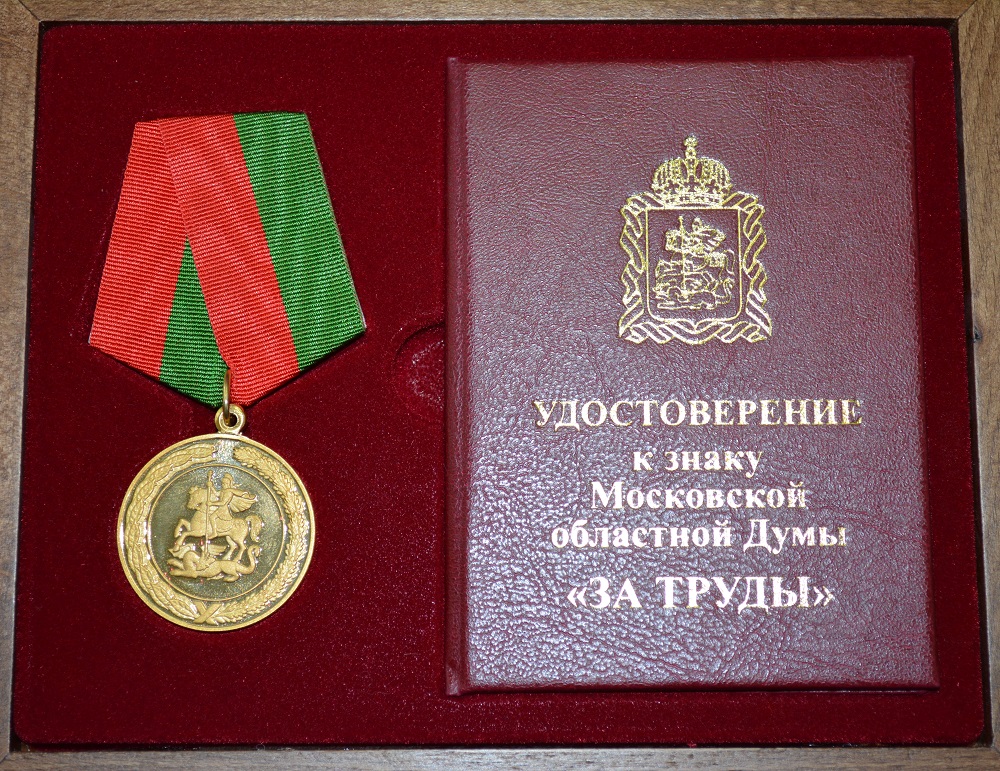 УДОСТОВЕРЕНИЕ
к знаку
Московской
областной Думы
«ЗА ТРУДЫ»